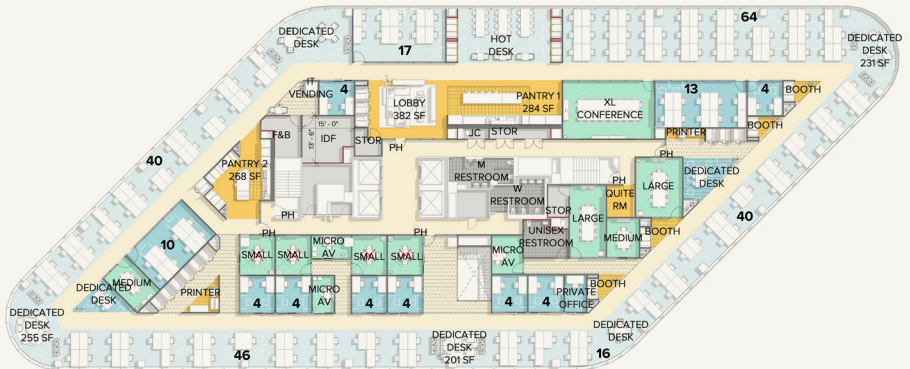 64
DEDICATED
DESK
17
HOT
DESK
DEDICATED
DESK
231 SF
IT
VENDING
4
LOBBY
382 SF
PANTRY 1
284 SF
XL
CONFERENCE
13
4
BOOTH
BOOTH
PRINTER
F&B
15' - 0"
13' - 6"
IDF
STOR
JC
STOR
PH
PH
40
PANTRY 2
268 SF
M
RESTROOM
W
RESTROOM
PH
QUITE
RM
LARGE
DEDICATED
DESK
STOR
LARGE
40
PH
PH
PH
UNISEX
RESTROOM
MEDIUM
BOOTH
10
SMALL
SMALL
MICRO
AV
SMALL
SMALL
MICRO
AV
MEDIUM
DEDICATED
DESK
PRINTER
4
4
MICRO
AV
4
4
4
4
PRIVATE
OFFICE
BOOTH
DEDICATED
DESK
255 SF
DEDICATED
DESK
201 SF
DEDICATED
DESK
46
16